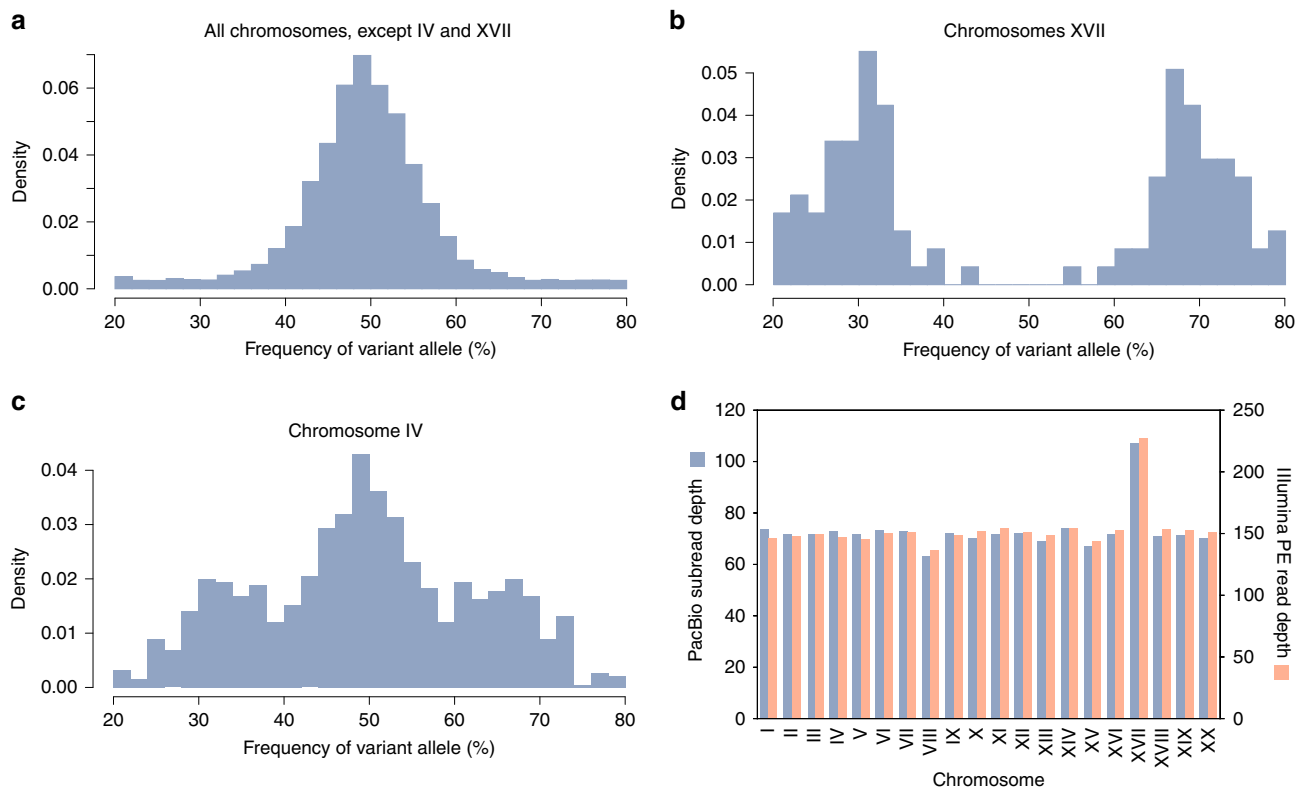 a
All chromosomes, except IV and XVII
Density
0.06
0.04
0.02
0.00
20 30 40 50 60 70 80
Frequency of variant allele (%)
b
Chromosomes XVII
Density
0.05
0.04
0.03
0.02
0.01
0.00
20 30 40 50 60 70 80
Frequency of variant allele (%)
c
Chromosome IV
Density
0.04
0.03
0.02
0.01
0.00
20 30 40 50 60 70 80
Frequency of variant allele (%)
d
PacBio subread depth
120
100
80
60
40
20
0
250
200
150
100
50
0
Illumina PE read depth
I II III IV V VI VII VIII IX X XI XII XIII XIV XV XVI XVII XVIII XIX XX
Chromosome